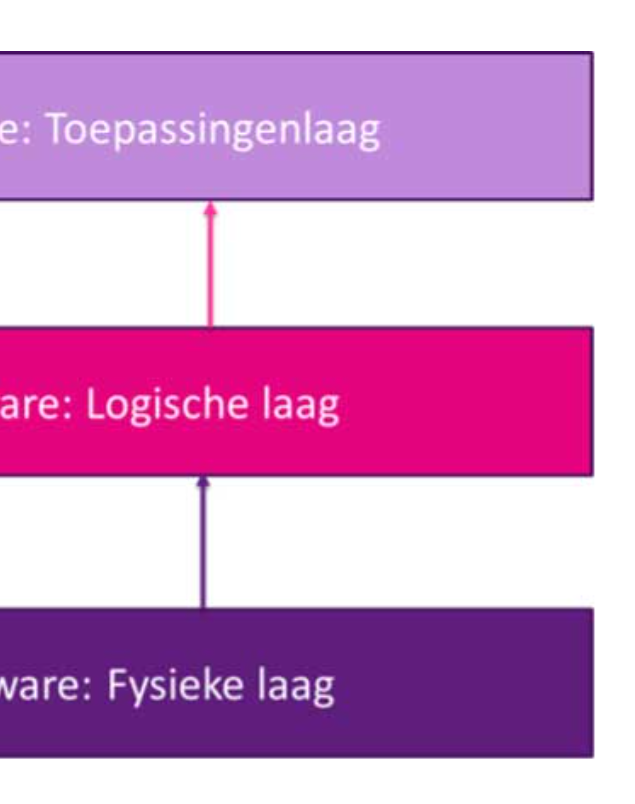 e: Toepassingenlaag
are: Logische laag
ware: Fysieke laag